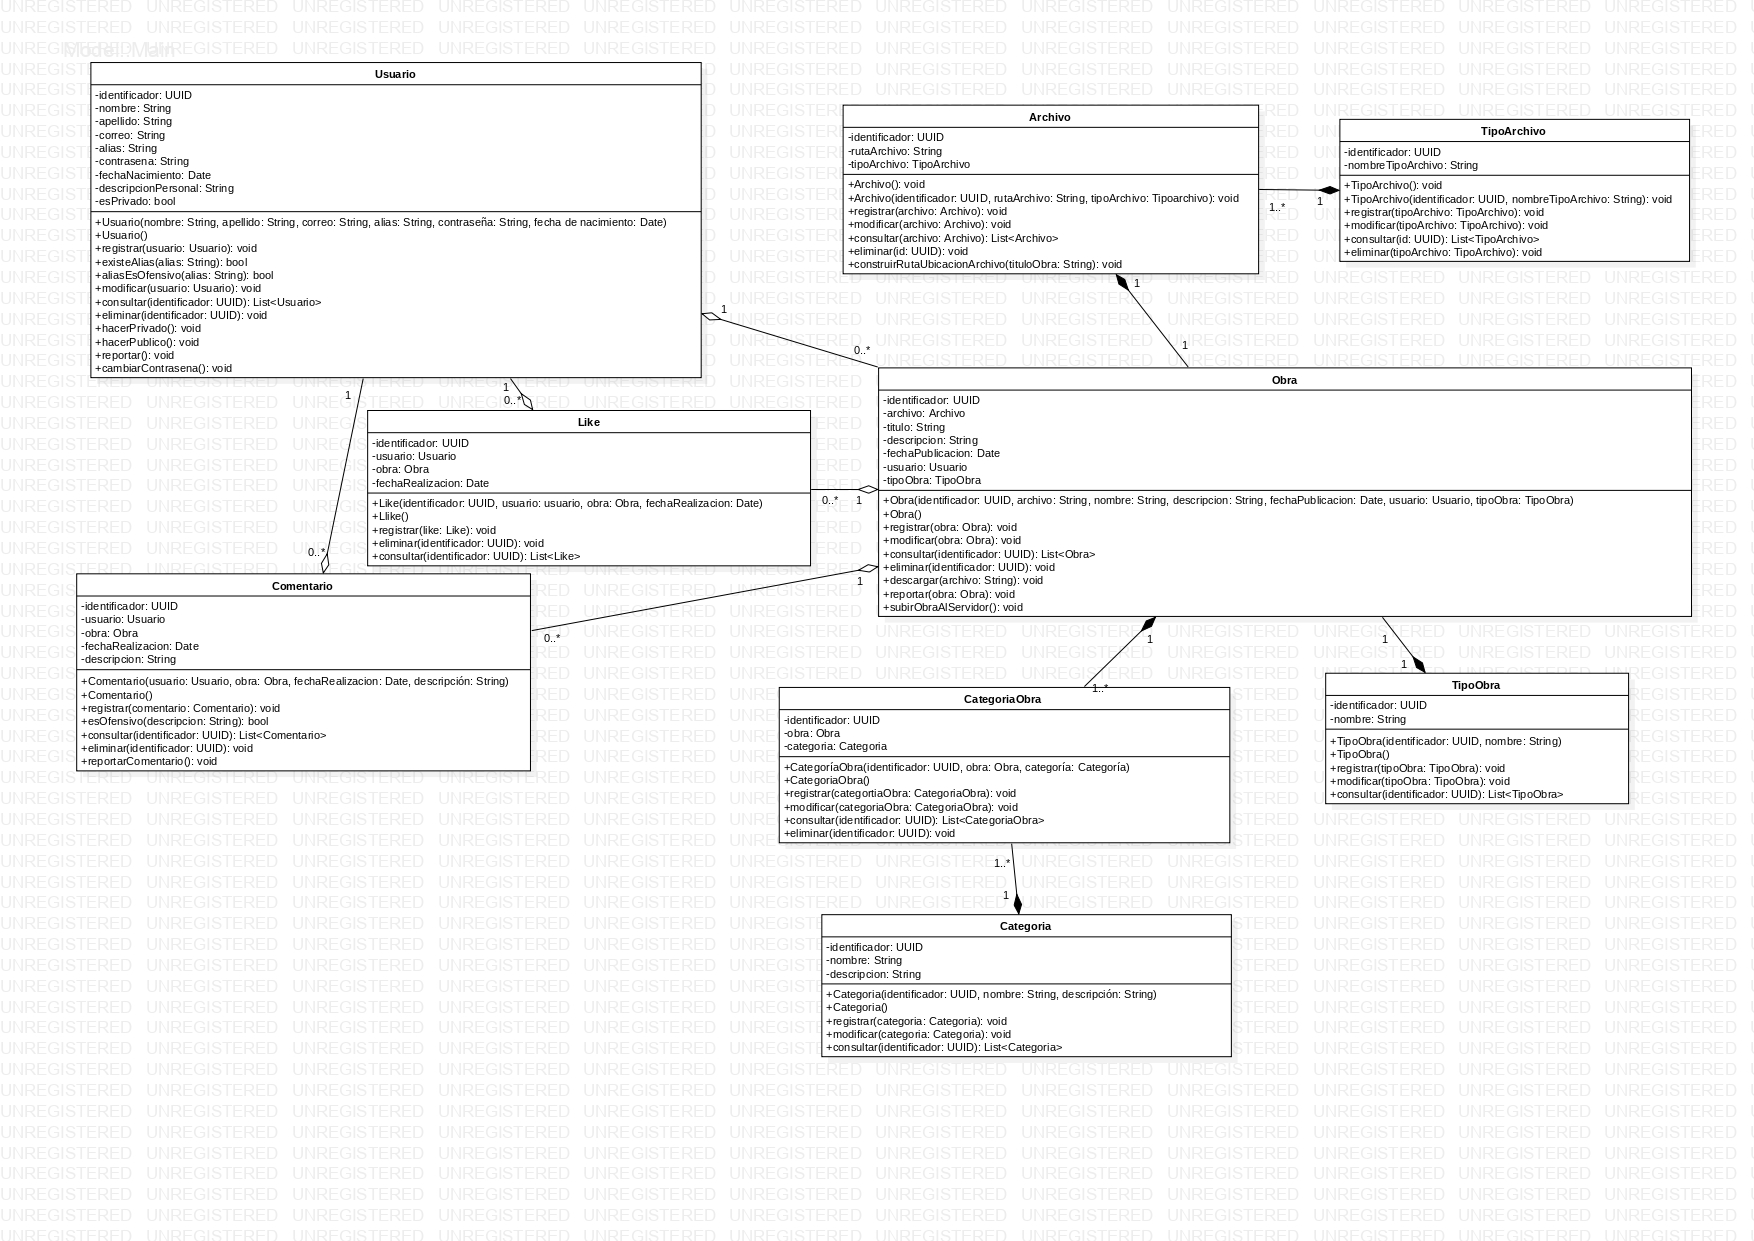 Model::Main
Usuario
-identificador: UUID
-nombre: String
-apellido: String
-correo: String
-alias: String
-contrasena: String
-fechaNacimiento: Date
-descripcionPersonal: String
-esPrivado: bool
+Usuario(nombre: String, apellido: String, correo: String, alias: String, contraseña: String, fecha de nacimiento: Date)
+Usuario()
+registrar(usuario: Usuario): void
+existeAlias(alias: String): bool
+aliasEsOfensivo(alias: String): bool
+modificar(usuario: Usuario): void
+consultar(identificador: UUID): List<Usuario>
+eliminar(identificador: UUID): void
+hacerPrivado(): void
+hacerPublico(): void
+reportar(): void
+cambiarContrasena(): void
Archivo
-identificador: UUID
-rutaArchivo: String
-tipoArchivo: TipoArchivo
+Archivo(): void
+Archivo(identificador: UUID, rutaArchivo: String, tipoArchivo: Tipoarchivo): void
+registrar(archivo: Archivo): void
+modificar(archivo: Archivo): void
+consultar(archivo: Archivo): List<Archivo>
+eliminar(id: UUID): void
+construirRutaUbicacionArchivo(tituloObra: String): void
1..*
1
TipoArchivo
-identificador: UUID
-nombreTipoArchivo: String
+TipoArchivo(): void
+TipoArchivo(identificador: UUID, nombreTipoArchivo: String): void
+registrar(tipoArchivo: TipoArchivo): void
+modificar(tipoArchivo: TipoArchivo): void
+consultar(id: UUID): List<TipoArchivo>
+eliminar(tipoArchivo: TipoArchivo): void
1
1
1
0..*
Obra
-identificador: UUID
-archivo: Archivo
-titulo: String
-descripcion: String
-fechaPublicacion: Date
-usuario: Usuario
-tipoObra: TipoObra
+Obra(identificador: UUID, archivo: String, nombre: String, descripcion: String, fechaPublicacion: Date, usuario: Usuario, tipoObra: TipoObra)
+Obra()
+registrar(obra: Obra): void
+modificar(obra: Obra): void
+consultar(identificador: UUID): List<Obra>
+eliminar(identificador: UUID): void
+descargar(archivo: String): void
+reportar(obra: Obra): void
+subirObraAlServidor(): void
1
0..*
1
0..*
Like
-identificador: UUID
-usuario: Usuario
-obra: Obra
-fechaRealizacion: Date
+Like(identificador: UUID, usuario: usuario, obra: Obra, fechaRealizacion: Date)
+Llike()
+registrar(like: Like): void
+eliminar(identificador: UUID): void
+consultar(identificador: UUID): List<Like>
0..*
1
1
0..*
Comentario
-identificador: UUID
-usuario: Usuario
-obra: Obra
-fechaRealizacion: Date
-descripcion: String
+Comentario(usuario: Usuario, obra: Obra, fechaRealizacion: Date, descripción: String)
+Comentario()
+registrar(comentario: Comentario): void
+esOfensivo(descripcion: String): bool
+consultar(identificador: UUID): List<Comentario>
+eliminar(identificador: UUID): void
+reportarComentario(): void
1
1..*
1
1
CategoriaObra
-identificador: UUID
-obra: Obra
-categoria: Categoria
+CategoríaObra(identificador: UUID, obra: Obra, categoría: Categoría)
+CategoriaObra()
+registrar(categortiaObra: CategoriaObra): void
+modificar(categoriaObra: CategoriaObra): void
+consultar(identificador: UUID): List<CategoriaObra>
+eliminar(identificador: UUID): void
TipoObra
-identificador: UUID
-nombre: String
+TipoObra(identificador: UUID, nombre: String)
+TipoObra()
+registrar(tipoObra: TipoObra): void
+modificar(tipoObra: TipoObra): void
+consultar(identificador: UUID): List<TipoObra>
1..*
1
Categoria
-identificador: UUID
-nombre: String
-descripcion: String
+Categoria(identificador: UUID, nombre: String, descripción: String)
+Categoria()
+registrar(categoria: Categoria): void
+modificar(categoria: Categoria): void
+consultar(identificador: UUID): List<Categoria>
UNREGISTERED